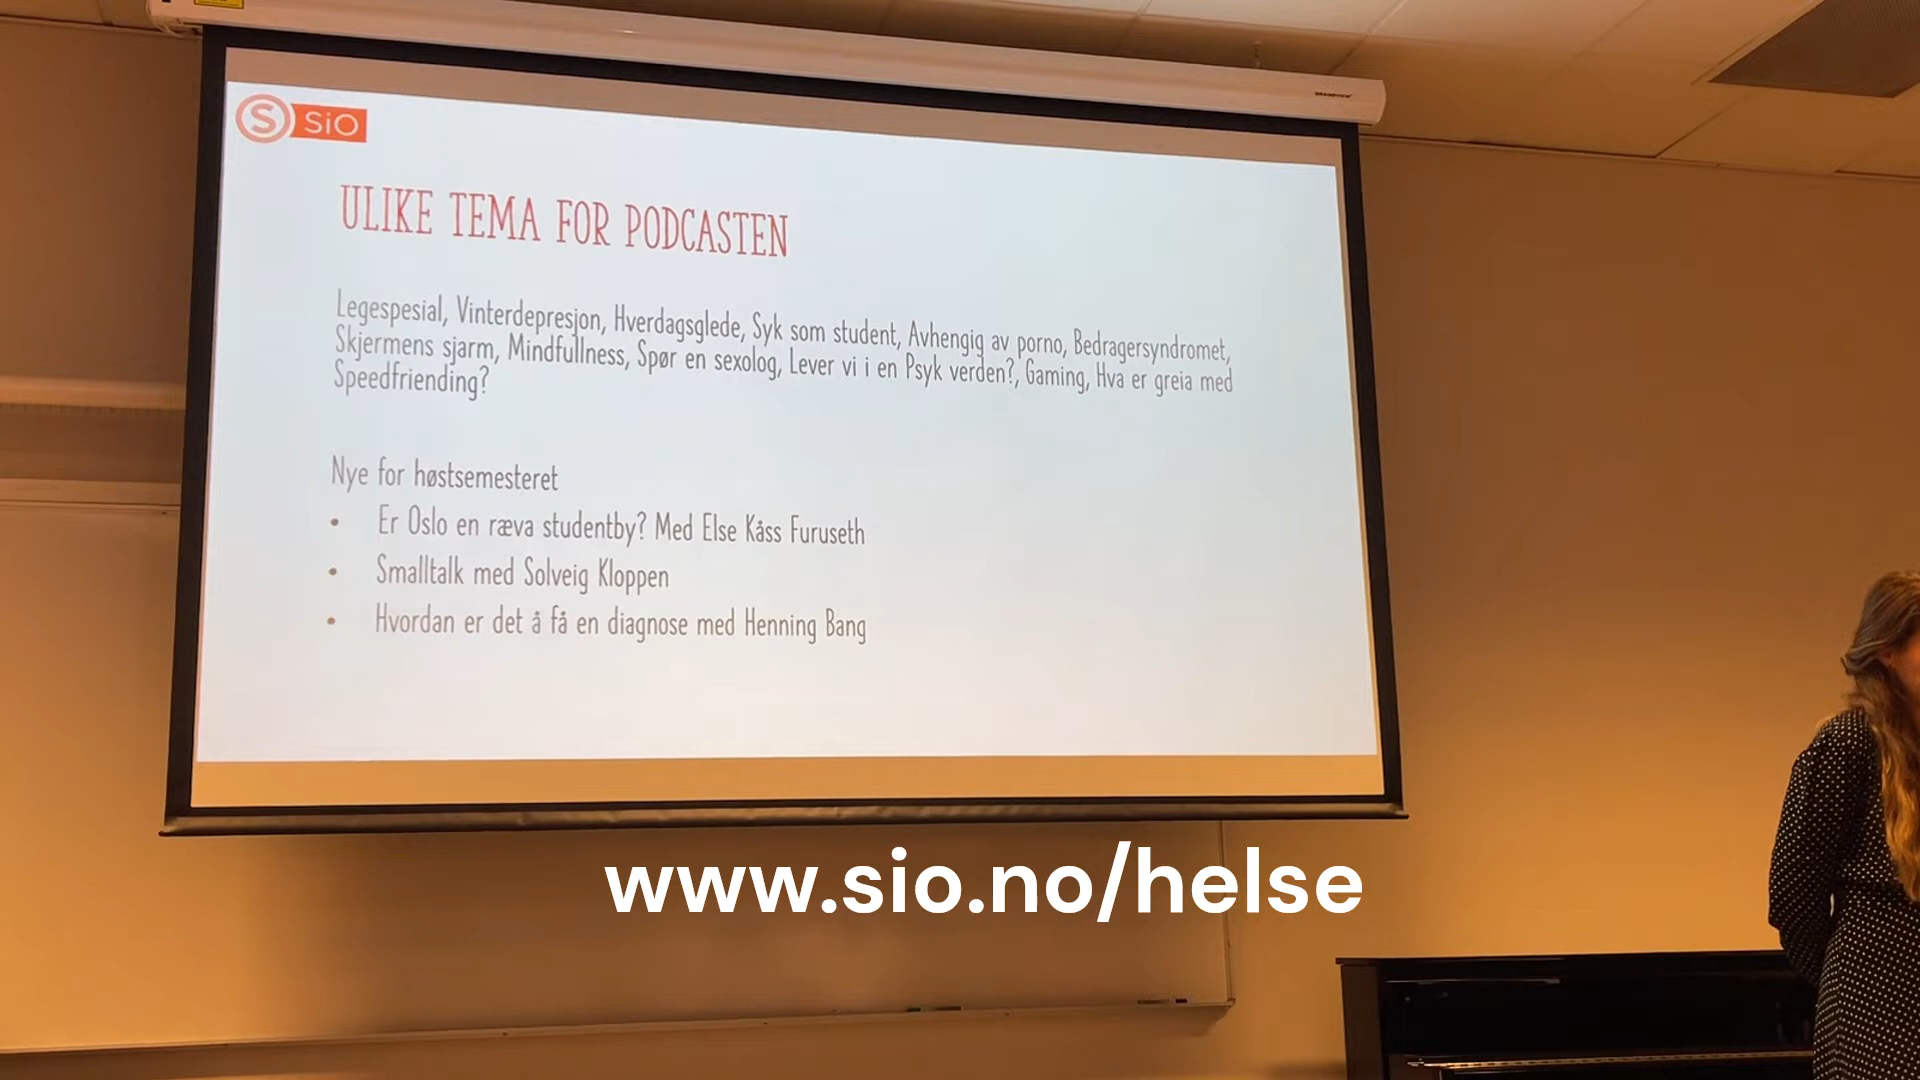 S SiO
ULIKE TEMA FOR PODCASTEN
Legespesial, Vinterdepresjon, Hverdagsglede, Syk som student, Avhengig av porno, Bedragersyndromet,
Skjermens sjarm, Mindfullness, Spør en sexolog, Lever vi i en Psyk verden?, Gaming, Hva er greia med
Speedfriending?
Nye for høstsemesteret
• Er Oslo en ræva studentby? Med Else Kåss Furuseth
• Smalltalk med Solveig Kloppen
• Hvordan er det å få en diagnose med Henning Bang
www.sio.no/helse